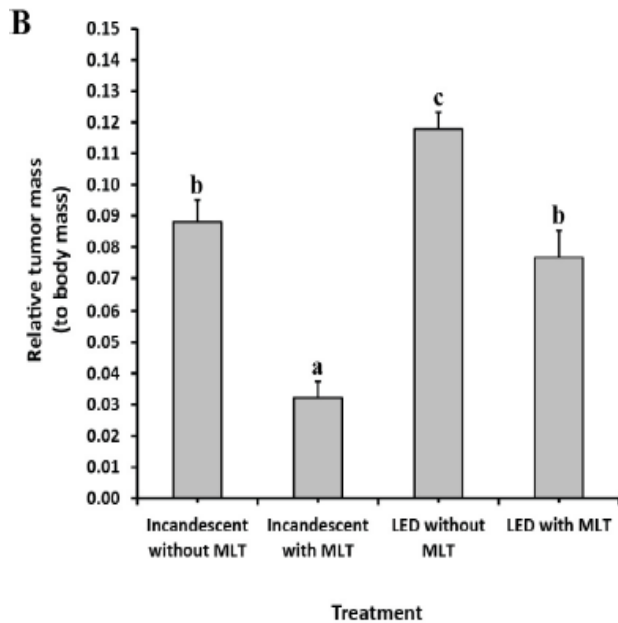 B
Relative tumor mass
(to body mass)
0.15
0.14
0.13
0.12
0.11
0.10
0.09
0.08
0.07
0.06
0.05
0.04
0.03
0.02
0.01
0.00
b
a
c
b
Incandescent
without MLT
Incandescent
with MLT
LED without
MLT
LED with MLT
Treatment